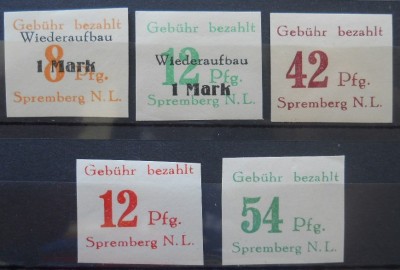 Gebühr bezahlt
Wiederaufbau
8 Pfg.
1 Mark
Spremberg N.L.
Gebühr bezahlt
Wiederaufbau
12 Pfg.
1 Mark
Spremberg N.L.
Gebühr bezahlt
42 Pfg.
Spremberg N.L.
Gebühr bezahlt
12 Pfg.
Spremberg N.L.
Gebühr bezahlt
54 Pfg.
Spremberg N.L.